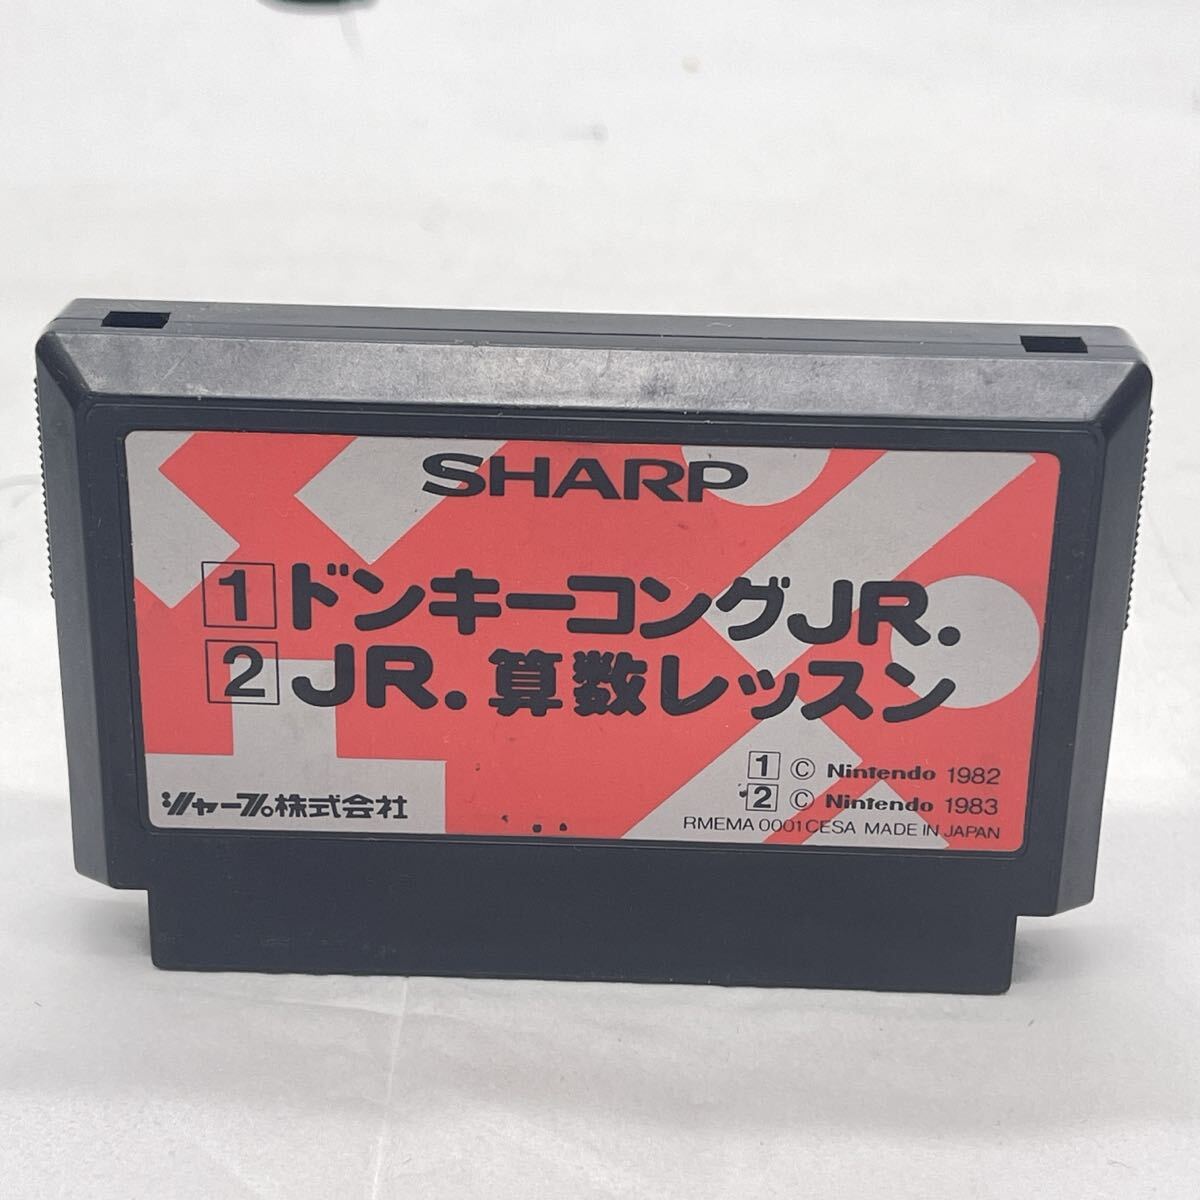 SHARP
1 ドンキーコングJR.
2 JR. 算数レッスン
1 © Nintendo 1982
2 © Nintendo 1983
シャープ株式会社
RMEMA 0001CESA MADE IN JAPAN